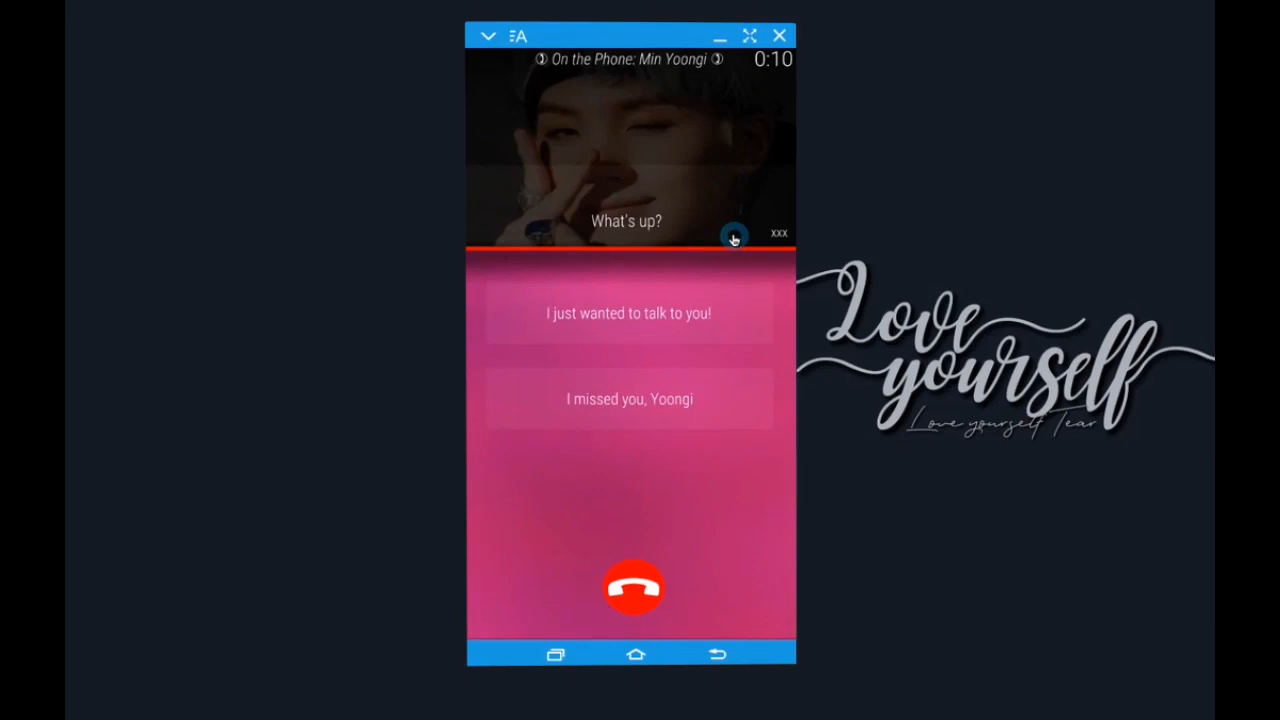 On the Phone: Min Yoongi
0:10
What's up?
xxx
I just wanted to talk to you!
I missed you, Yoongi
Love
yourself
Love yourself Tear